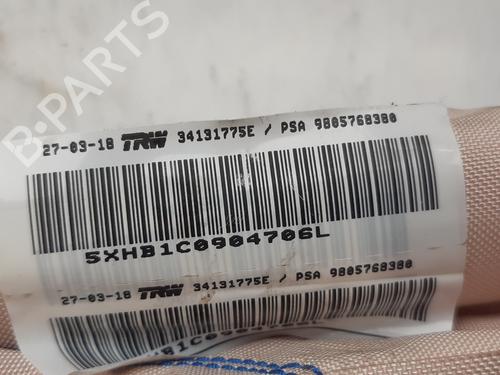 B-PARTS
27-03-18 TRW 34131775E / PSA 9805768380
5XHB1C0904706L
27-03-18 TRW 34131775E / PSA 9805768380